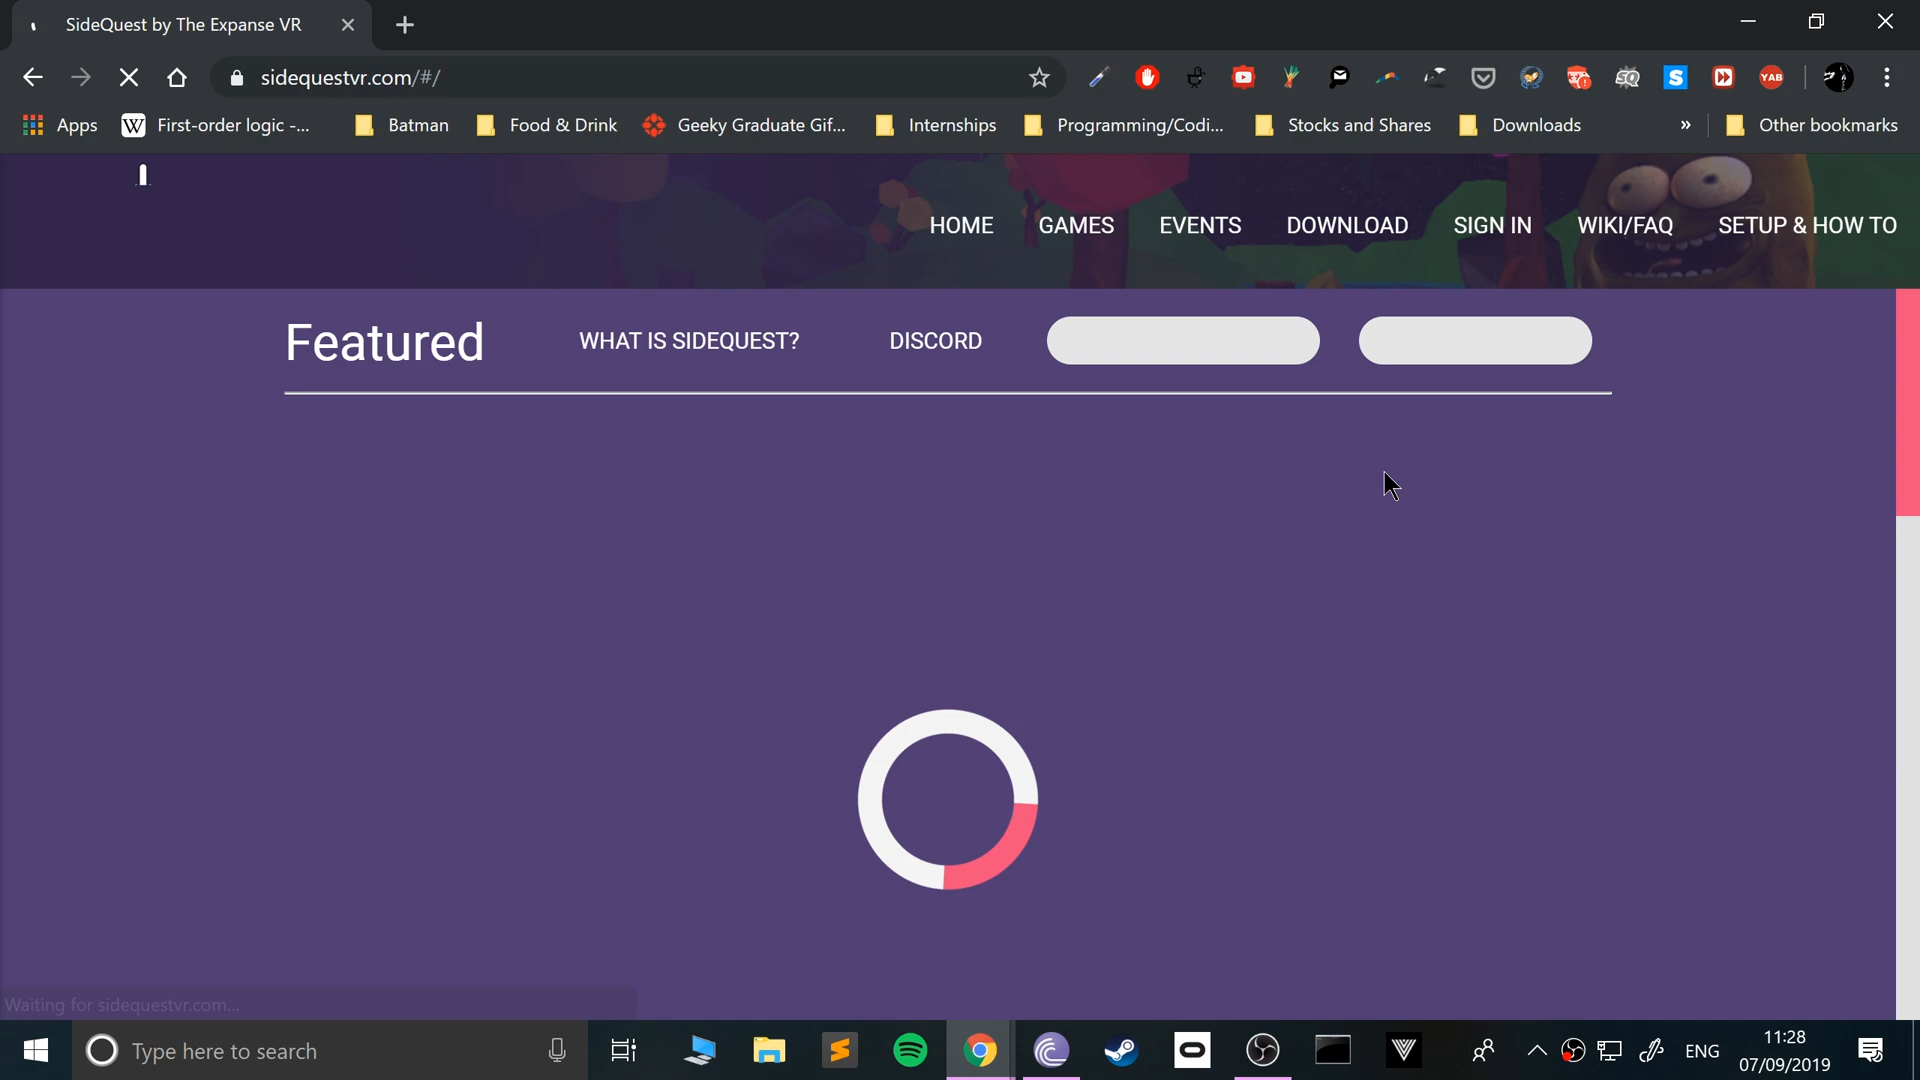 SideQuest by The Expanse VR
sidequestvr.com/#/
YAB
Apps
W First-order logic -...
Batman
Food & Drink
Geeky Graduate Gif...
Internships
Programming/Codi...
Stocks and Shares
Downloads
»
Other bookmarks
HOME
GAMES
EVENTS
DOWNLOAD
SIGN IN
WIKI/FAQ
SETUP & HOW TO
Featured
WHAT IS SIDEQUEST?
DISCORD
Waiting for sidequestvr.com...
Type here to search
ENG
11:28
07/09/2019